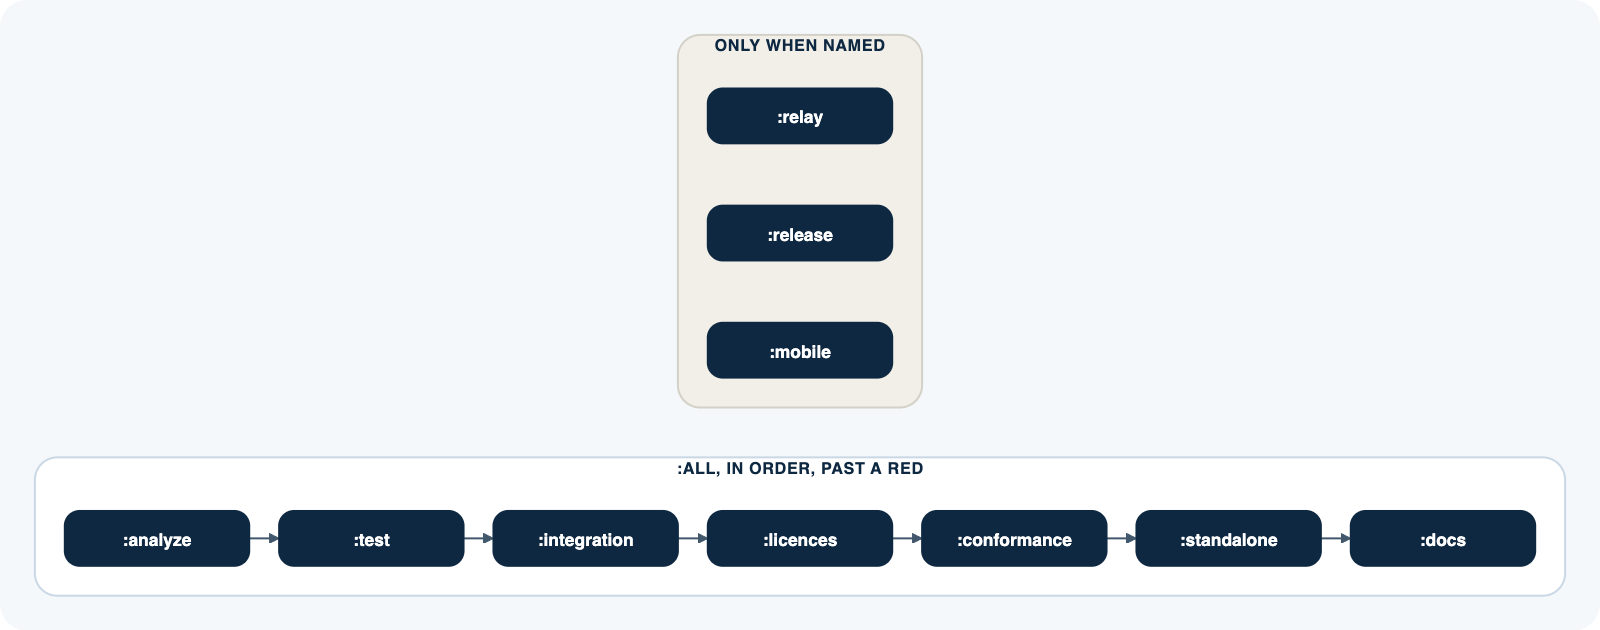 ONLY WHEN NAMED
:relay
:release
:mobile
:ALL, IN ORDER, PAST A RED
:analyze
:test
:integration
:licences
:conformance
:standalone
:docs